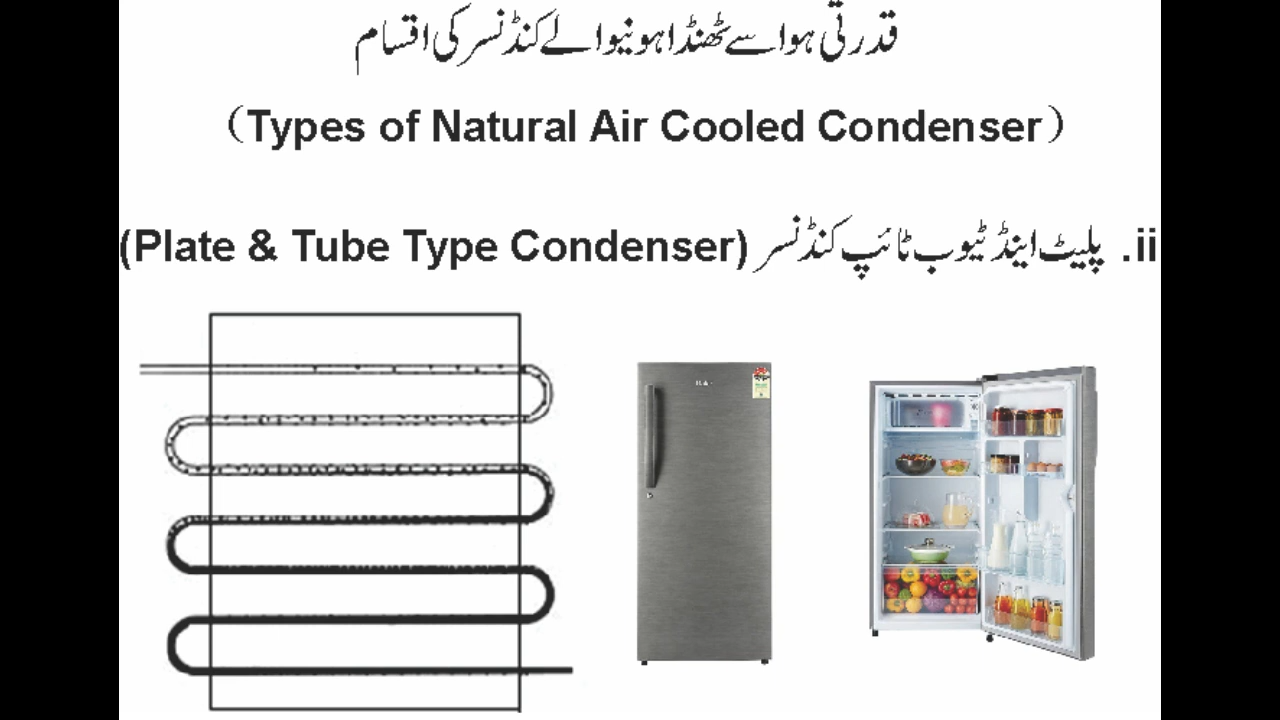 قدرتی ہوا سے ٹھنڈا ہونیوالے کنڈنسر کی اقسام
(Types of Natural Air Cooled Condenser)
ii. پلیٹ اینڈ ٹیوب ٹائپ کنڈنسر (Plate & Tube Type Condenser)